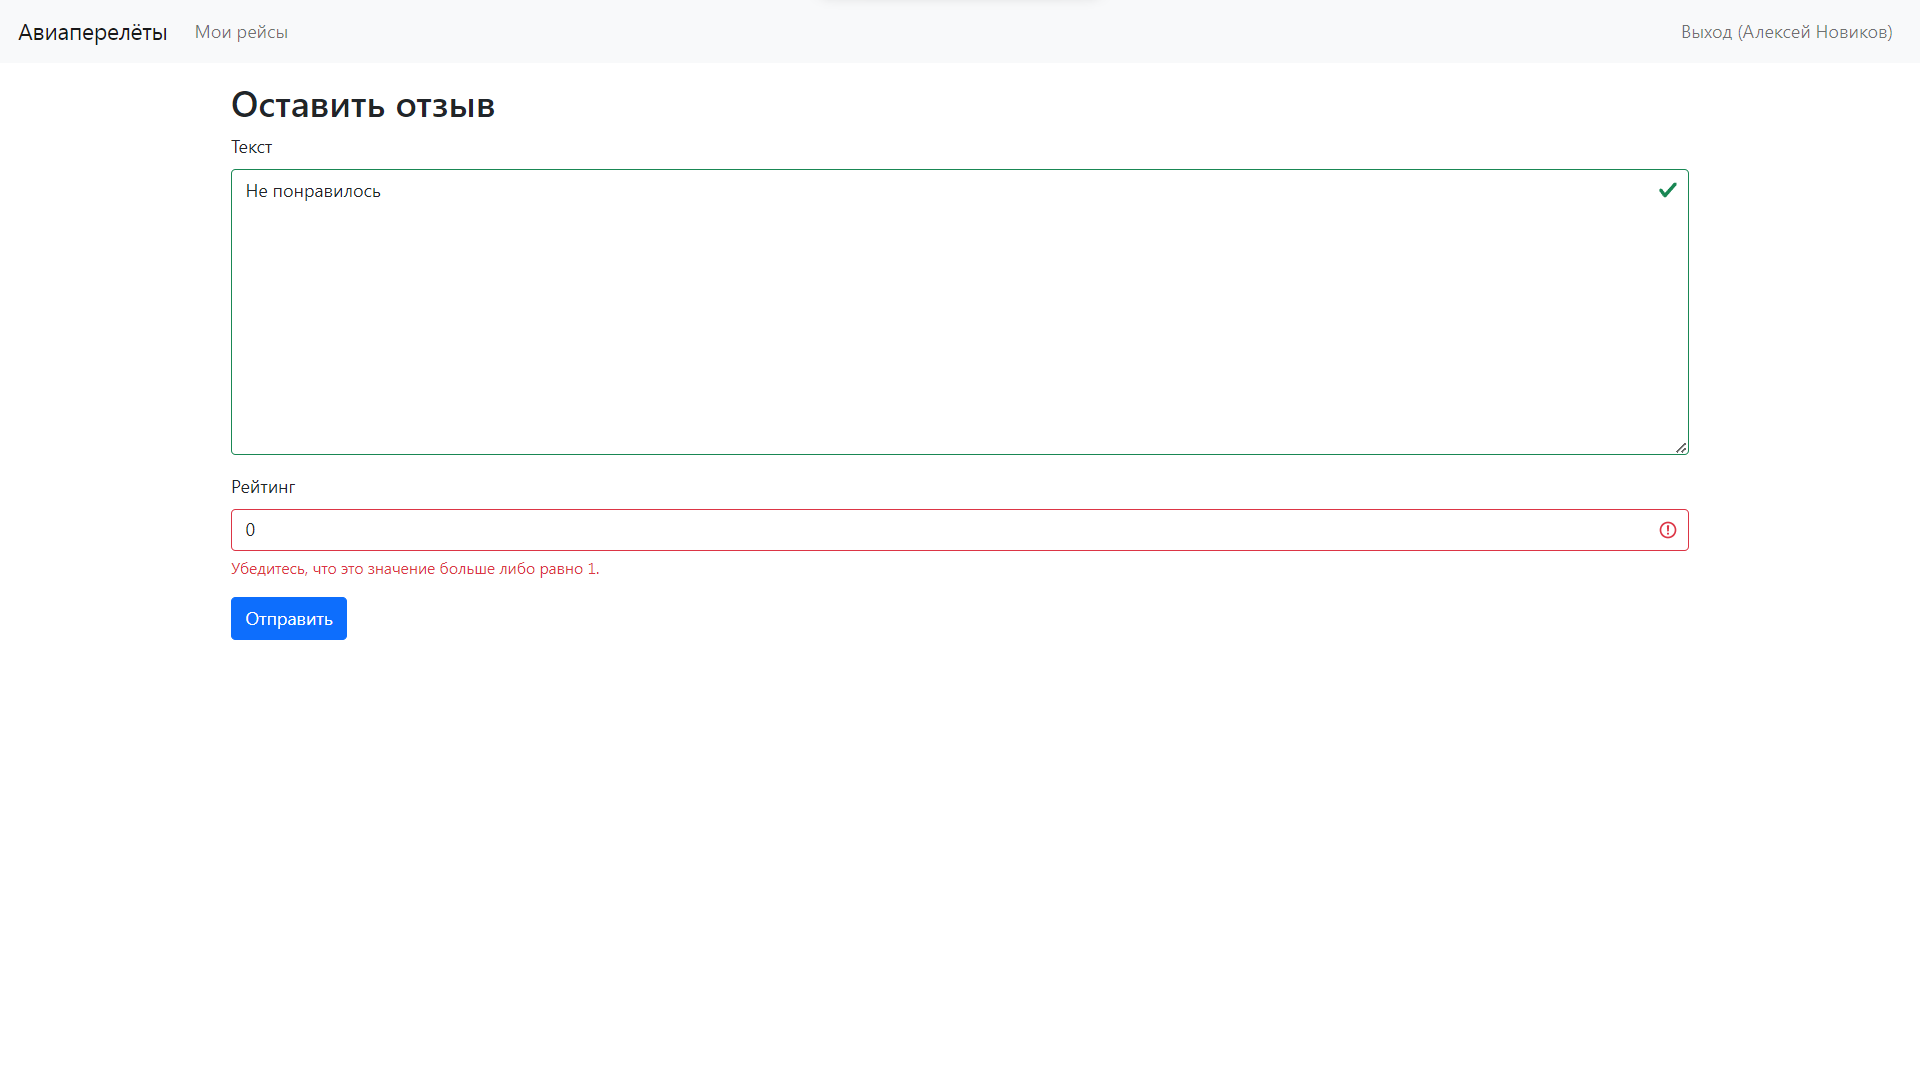 Авиаперелёты Мои рейсы Выход (Алексей Новиков)
Оставить отзыв
Текст
Не понравилось
Рейтинг
0
Убедитесь, что это значение больше либо равно 1.
Отправить